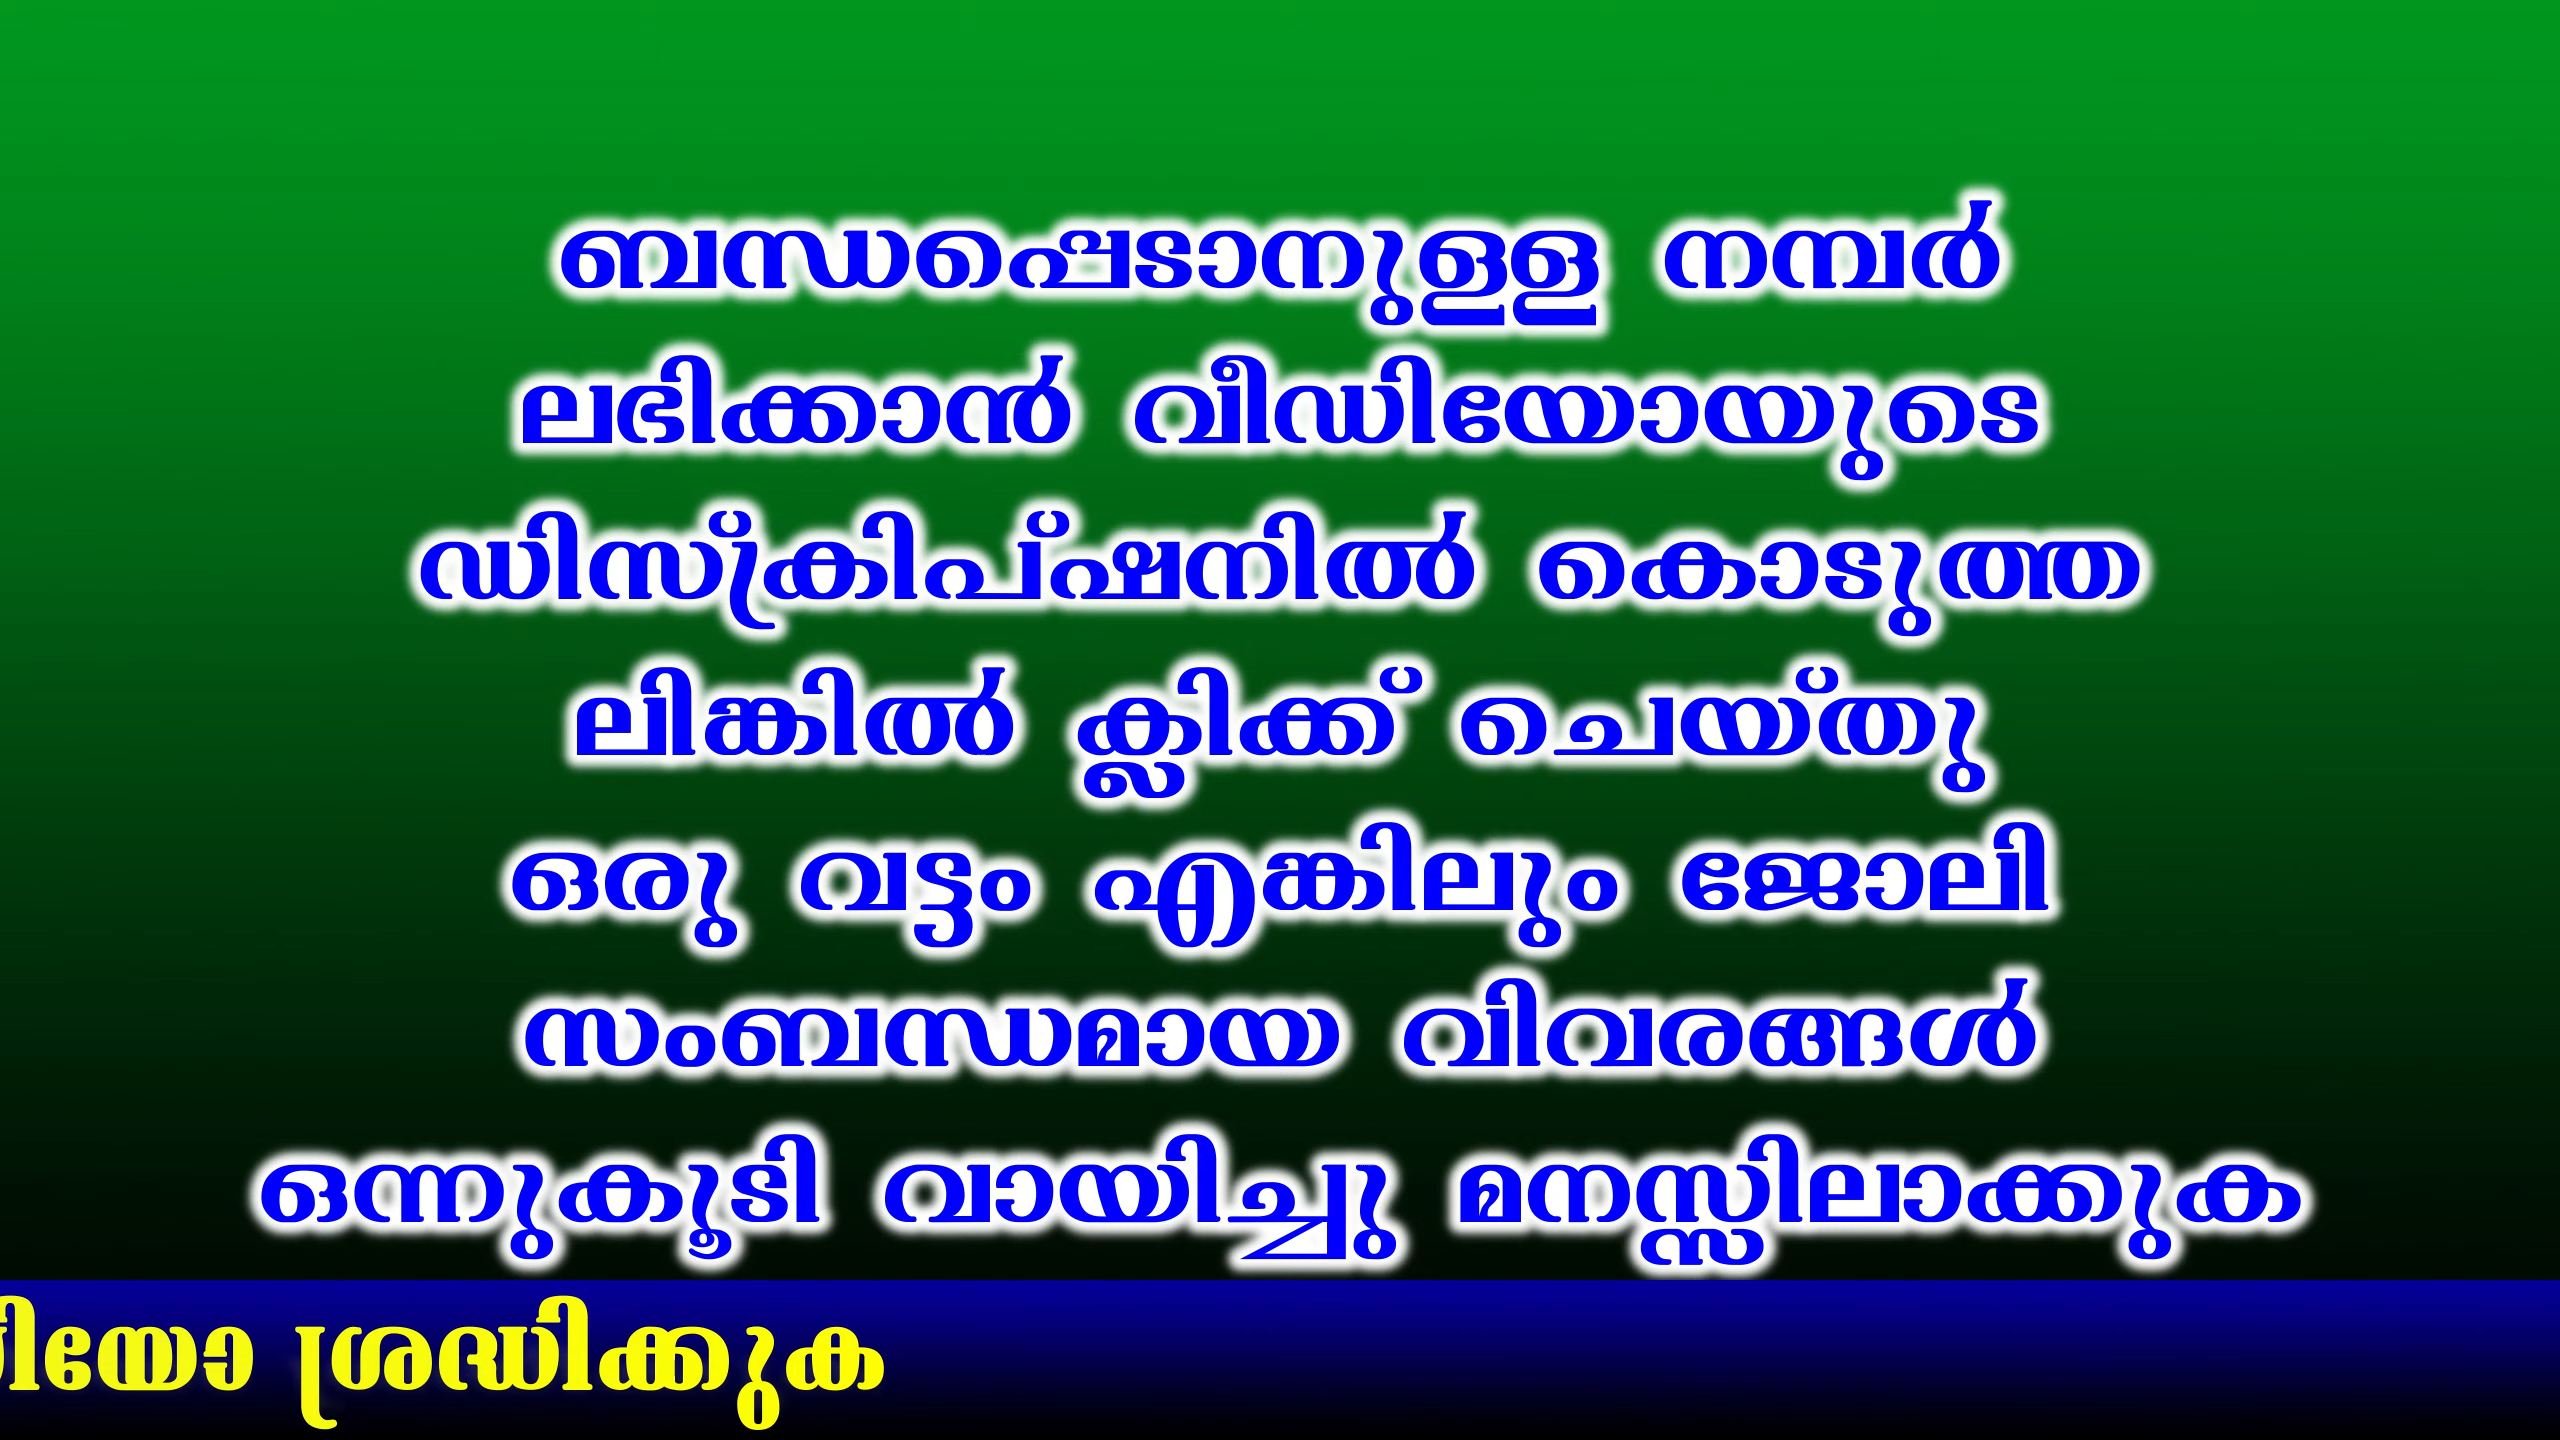 ബന്ധപ്പെടാനുള്ള നമ്പർ
ലഭിക്കാൻ വീഡിയോയുടെ
ഡിസ്ക്രിപ്ഷനിൽ കൊടുത്ത
ലിങ്കിൽ ക്ലിക്ക് ചെയ്തു
ഒരു വട്ടം എങ്കിലും ജോലി
സംബന്ധമായ വിവരങ്ങൾ
ഒന്നുകൂടി വായിച്ചു മനസ്സിലാക്കുക
ശ്രദ്ധിക്കുക